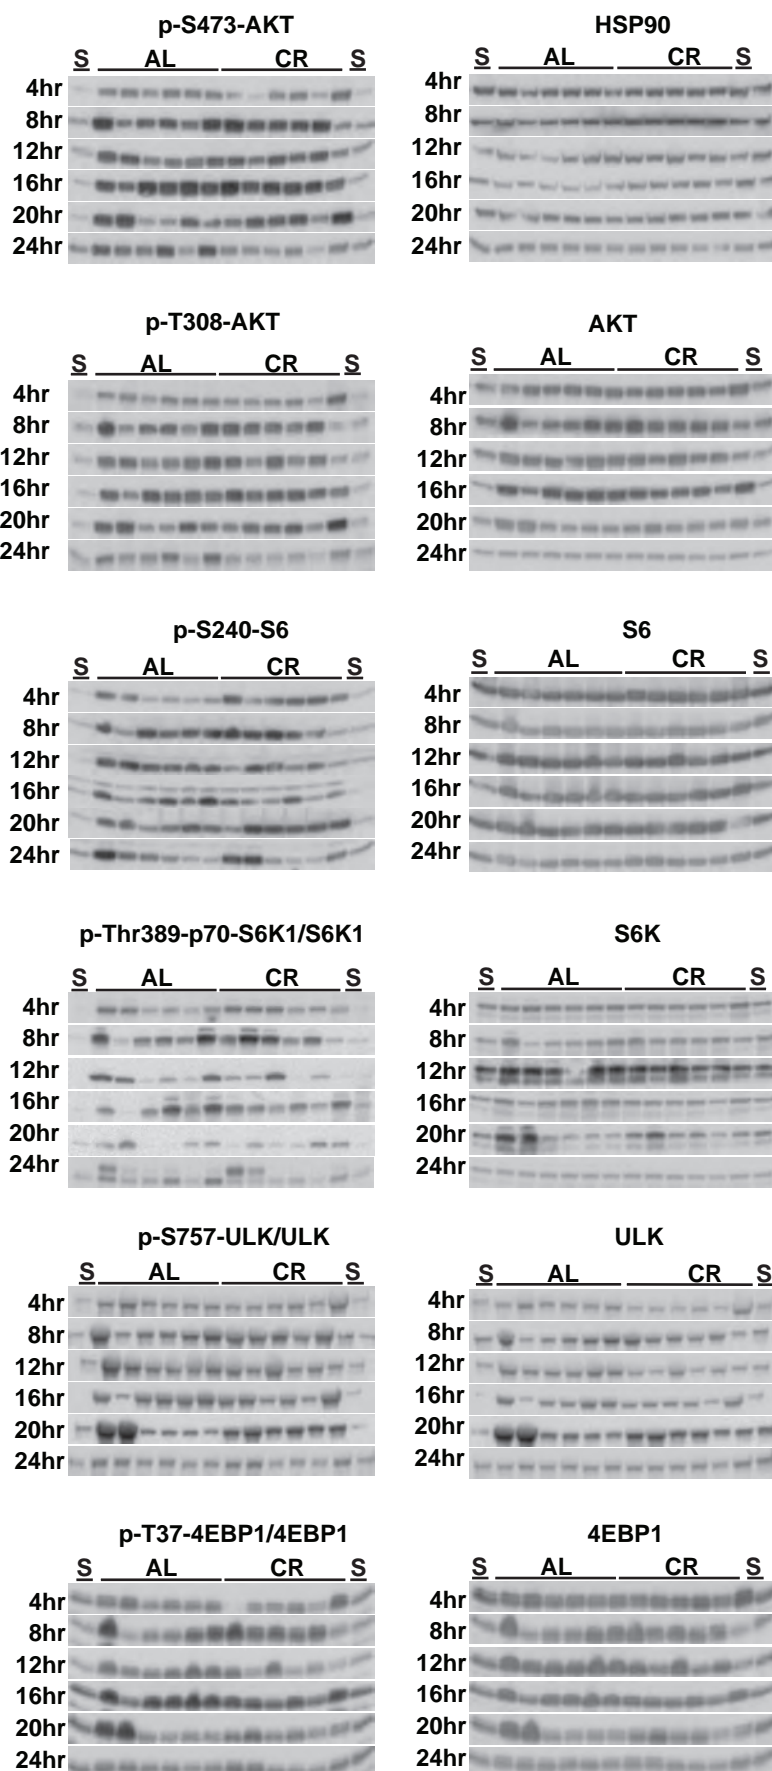 p-S473-AKT
S AL CR S
4hr
8hr
12hr
16hr
20hr
24hr
HSP90
S AL CR S
4hr
8hr
12hr
16hr
20hr
24hr
p-T308-AKT
S AL CR S
4hr
8hr
12hr
16hr
20hr
24hr
AKT
S AL CR S
4hr
8hr
12hr
16hr
20hr
24hr
p-S240-S6
S AL CR S
4hr
8hr
12hr
16hr
20hr
24hr
S6
S AL CR S
4hr
8hr
12hr
16hr
20hr
24hr
p-Thr389-p70-S6K1/S6K1
S AL CR S
4hr
8hr
12hr
16hr
20hr
24hr
S6K
S AL CR S
4hr
8hr
12hr
16hr
20hr
24hr
p-S757-ULK/ULK
S AL CR S
4hr
8hr
12hr
16hr
20hr
24hr
ULK
S AL CR S
4hr
8hr
12hr
16hr
20hr
24hr
p-T37-4EBP1/4EBP1
S AL CR S
4hr
8hr
12hr
16hr
20hr
24hr
4EBP1
S AL CR S
4hr
8hr
12hr
16hr
20hr
24hr